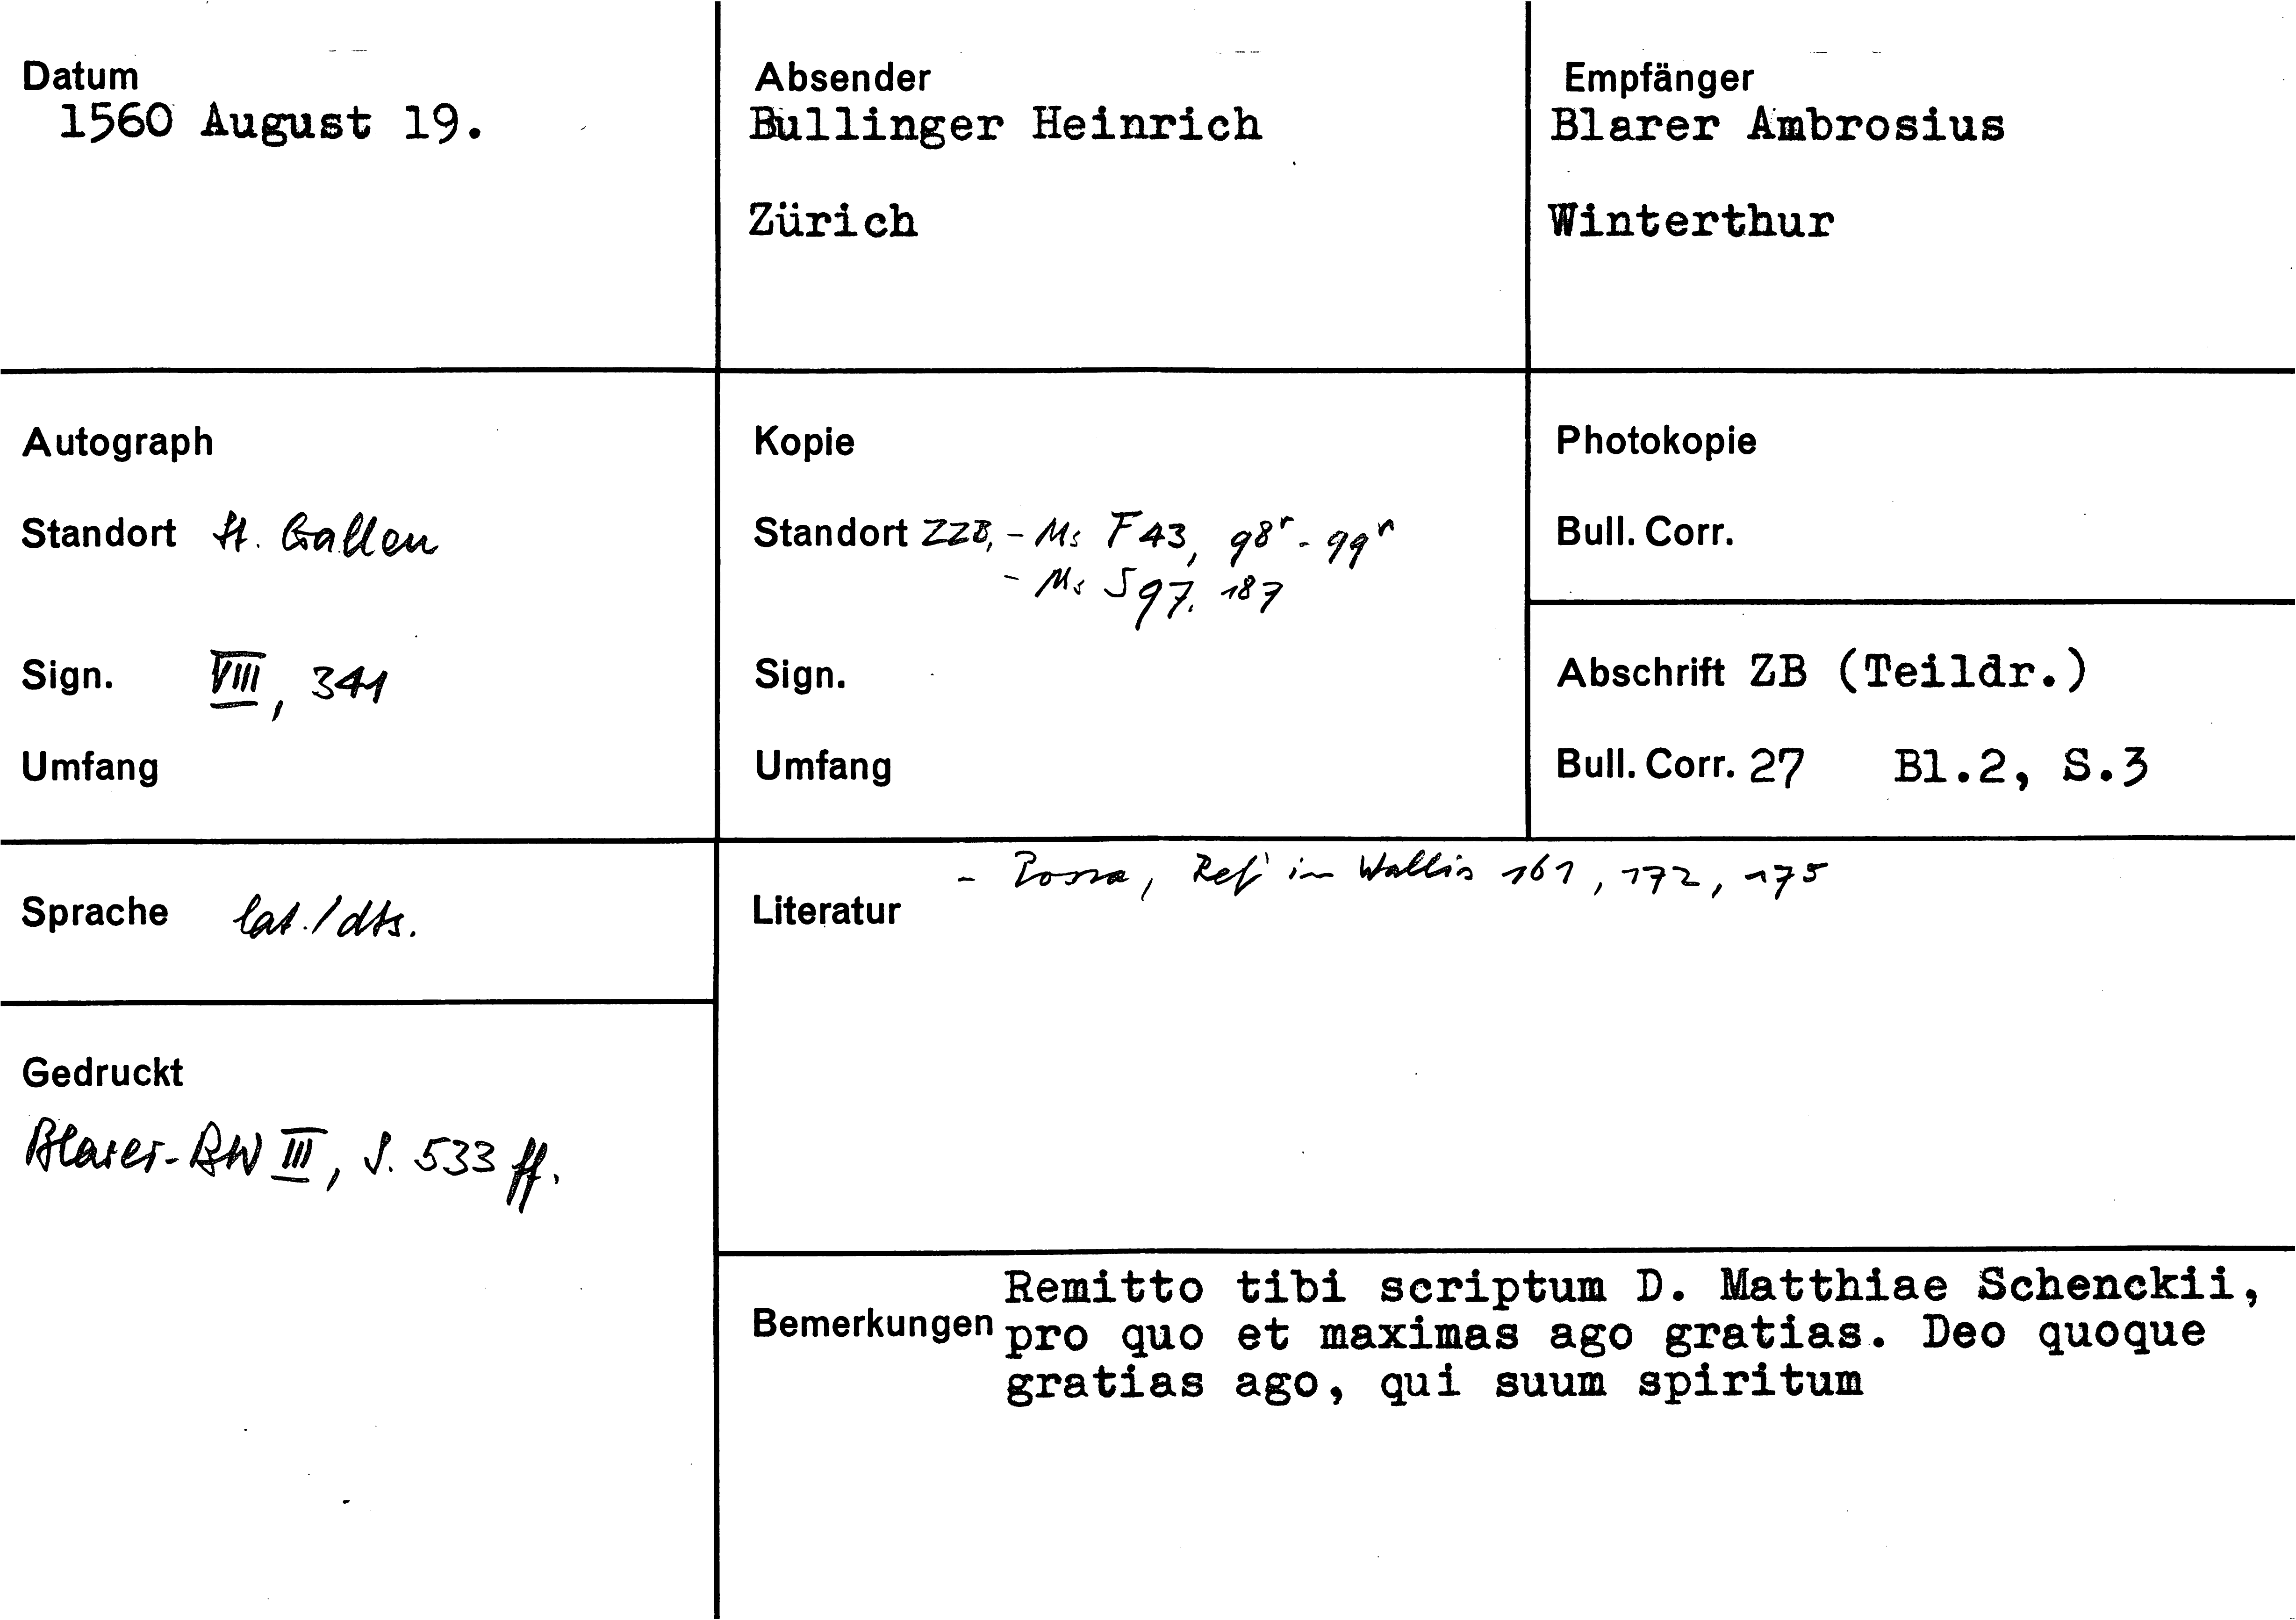 Datum
1560 August 19.
Absender
Bullinger Heinrich
Zürich
Empfänger
Blarer Ambrosius
Winterthur
Autograph
Standort St. Gallen
Sign. VIII, 341
Umfang
Kopie
Standort ZZB, - Ms F 43, 98r - 99r
- Ms S 97, 187
Sign.
Umfang
Photokopie
Bull. Corr.
Abschrift ZB (Teildr.)
Bull. Corr. 27 Bl.2, S.3
Sprache lat. / dts.
Gedruckt
Blarer-BW III, S. 533 ff.
- Possa, Ref' in Wallis 161, 172, 175
Literatur
Remitto tibi scriptum D. Matthiae Schenckii,
Bemerkungen pro quo et maximas ago gratias. Deo quoque
gratias ago, qui suum spiritum